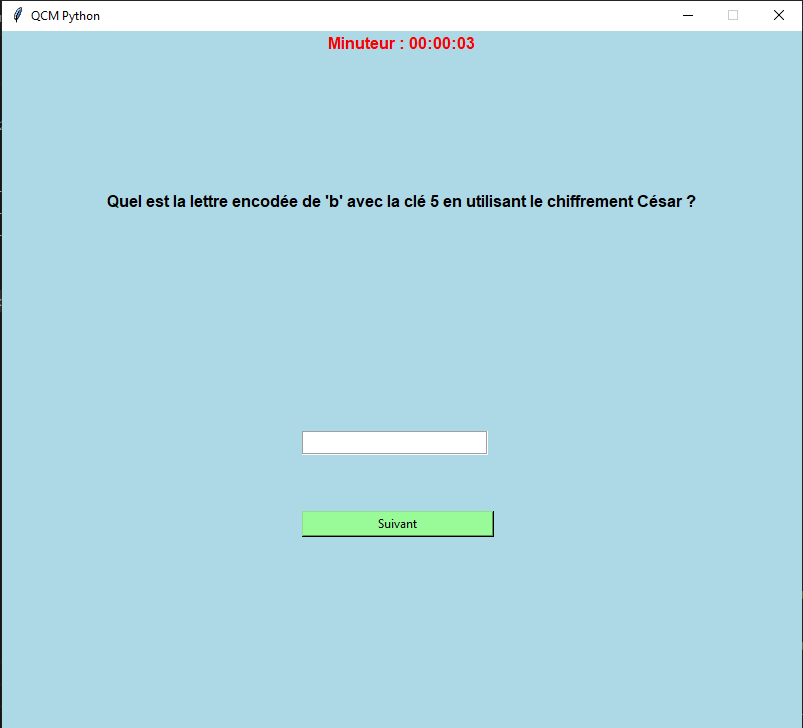 QCM Python
Minuteur : 00:00:03
Quel est la lettre encodée de 'b' avec la clé 5 en utilisant le chiffrement César ?
Suivant